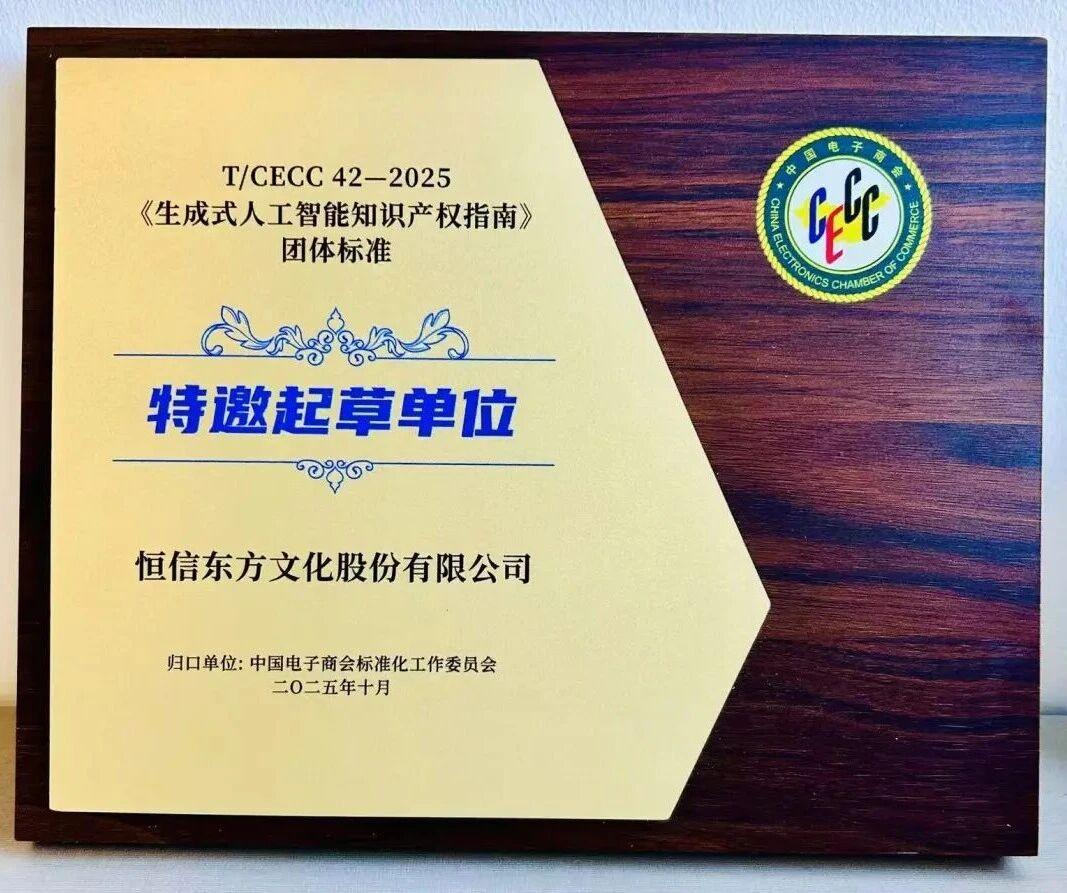 T/CECC 42—2025
《生成式人工智能知识产权指南》
团体标准
特邀起草单位
恒信东方文化股份有限公司
归口单位: 中国电子商会标准化工作委员会
二〇二五年十月
中国电子商会
CECC
CHINA ELECTRONICS CHAMBER OF COMMERCE